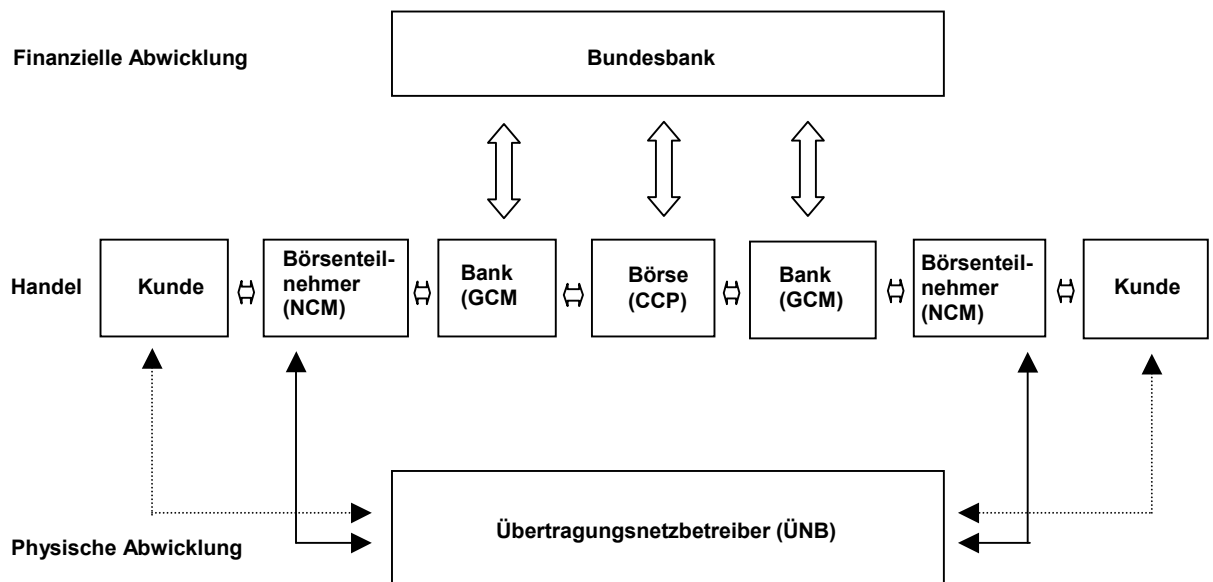 Finanzielle Abwicklung
Bundesbank
Handel
Kunde
Börsenteil-
nehmer
(NCM)
Bank
(GCM
Börse
(CCP)
Bank
(GCM)
Börsenteil-
nehmer
(NCM)
Kunde
Übertragungsnetzbetreiber (ÜNB)
Physische Abwicklung